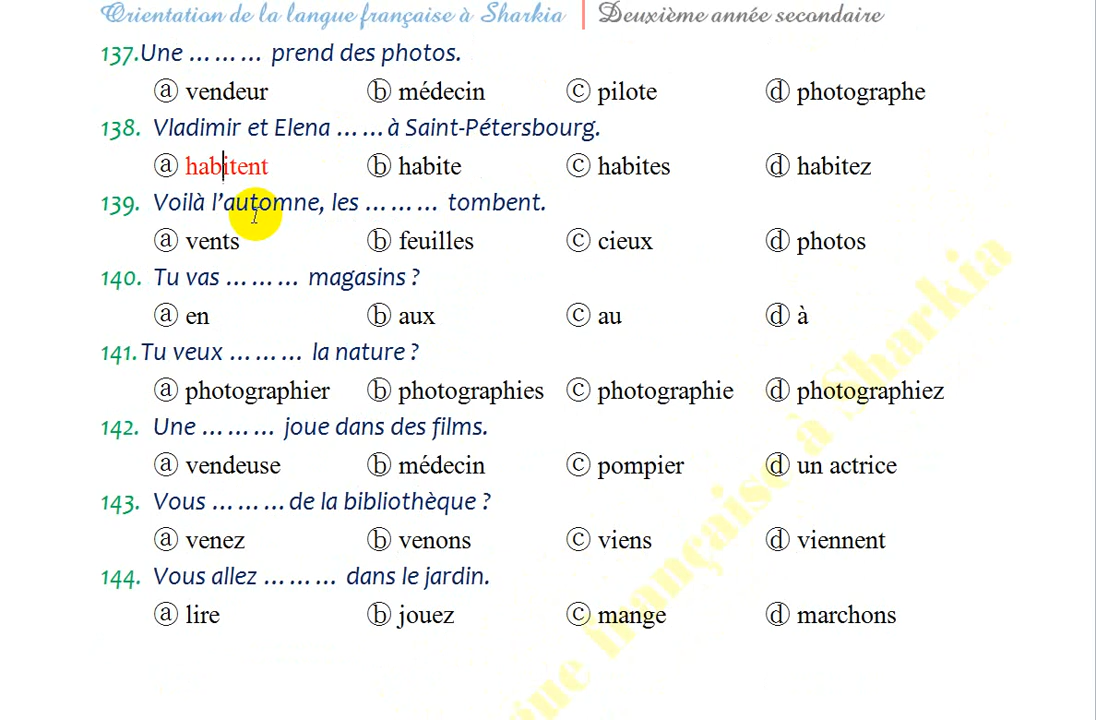 Orientation de la langue française à Sharkia | Deuxième année secondaire
137.Une ……… prend des photos.
ⓐ vendeur ⓑ médecin ⓒ pilote ⓓ photographe
138. Vladimir et Elena …… à Saint-Pétersbourg.
ⓐ habitent ⓑ habite ⓒ habites ⓓ habitez
139. Voilà l’automne, les ……… tombent.
ⓐ vents ⓑ feuilles ⓒ cieux ⓓ photos
140. Tu vas ……… magasins ?
ⓐ en ⓑ aux ⓒ au ⓓ à
141.Tu veux ……… la nature ?
ⓐ photographier ⓑ photographies ⓒ photographie ⓓ photographiez
142. Une ……… joue dans des films.
ⓐ vendeuse ⓑ médecin ⓒ pompier ⓓ un actrice
143. Vous ……… de la bibliothèque ?
ⓐ venez ⓑ venons ⓒ viens ⓓ viennent
144. Vous allez ……… dans le jardin.
ⓐ lire ⓑ jouez ⓒ mange ⓓ marchons
française à Sharkia